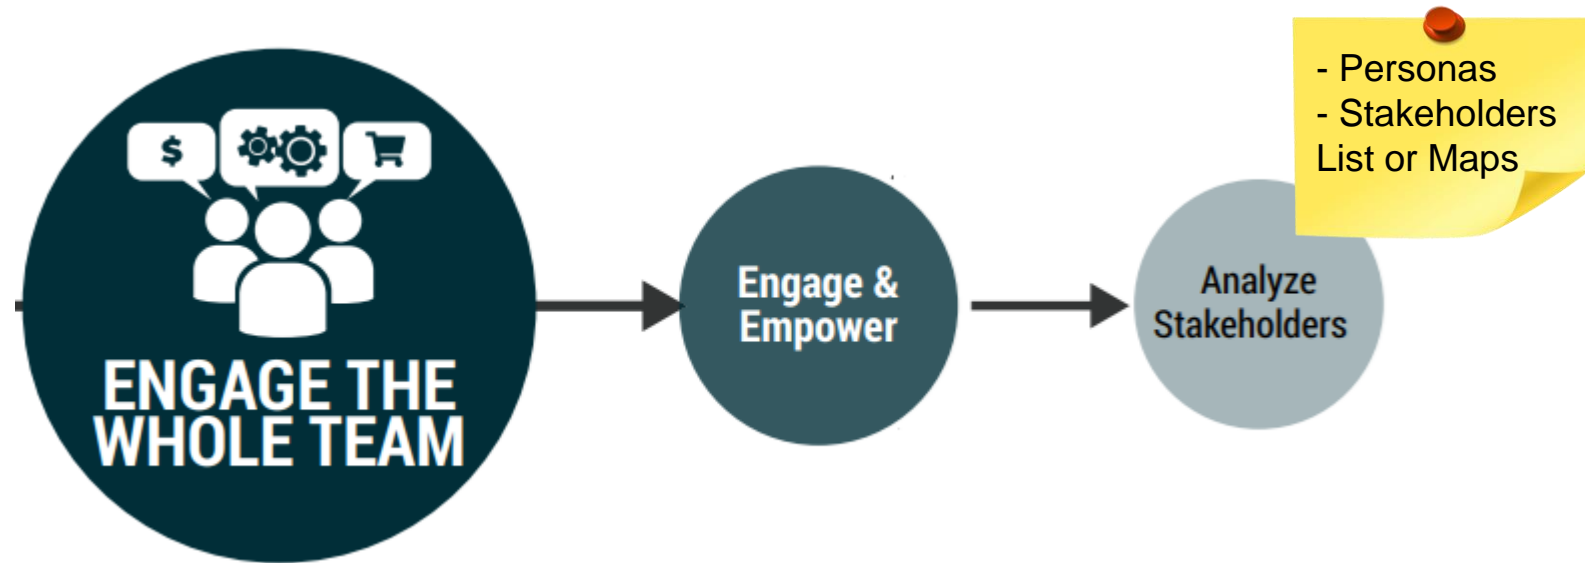 $
ENGAGE THE
WHOLE TEAM
Engage &
Empower
Analyze
Stakeholders
- Personas
- Stakeholders
List or Maps